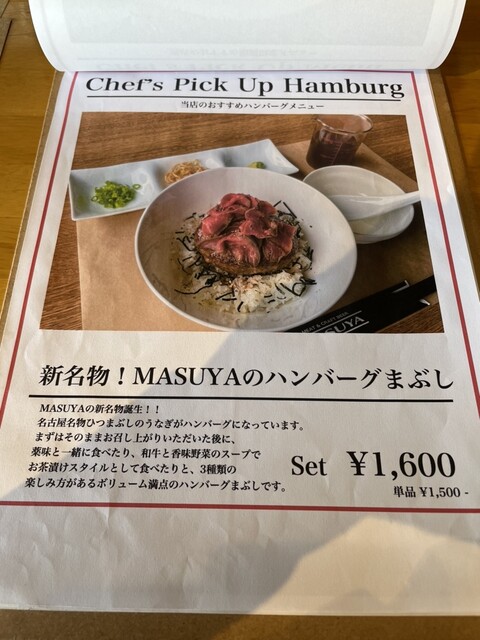 Chef's Pick Up Hamburg
当店のおすすめハンバーグメニュー
MEAT & CRAFT BEER
MASUYA
新名物!MASUYAのハンバーグまぶし
MASUYAの新名物誕生!!
名古屋名物ひつまぶしのうなぎがハンバーグになっています。
まずはそのままお召し上がりいただいた後に、
薬味と一緒に食べたり、和牛と香味野菜のスープで
お茶漬けスタイルとして食べたりと、3種類の
楽しみ方があるボリューム満点のハンバーグまぶしです。
Set ¥1,600
単品 ¥1,500 -